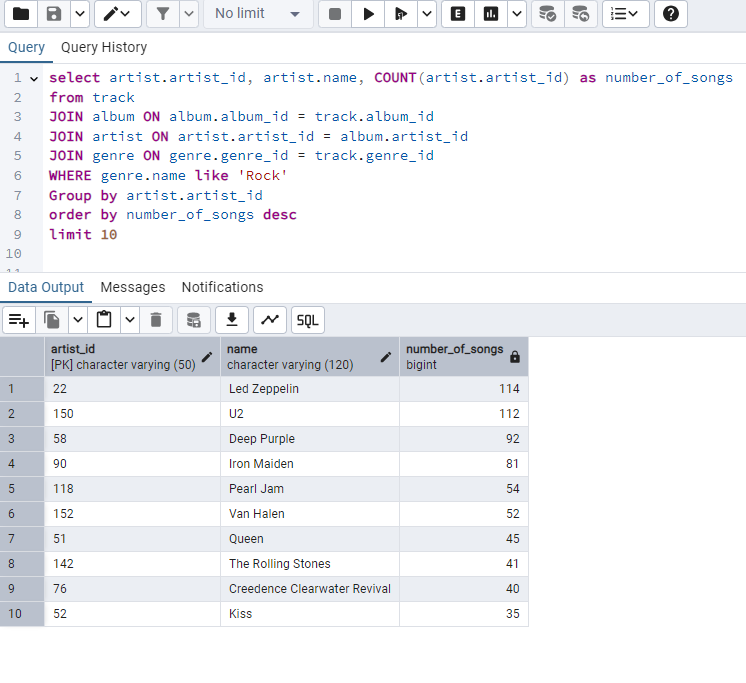 No limit
E
SQL
Query Query History
1 select artist.artist_id, artist.name, COUNT(artist.artist_id) as number_of_songs
2 from track
3 JOIN album ON album.album_id = track.album_id
4 JOIN artist ON artist.artist_id = album.artist_id
5 JOIN genre ON genre.genre_id = track.genre_id
6 WHERE genre.name like 'Rock'
7 Group by artist.artist_id
8 order by number_of_songs desc
9 limit 10
10
11
Data Output Messages Notifications
artist_id name number_of_songs
[PK] character varying (50) character varying (120) bigint
1 22 Led Zeppelin 114
2 150 U2 112
3 58 Deep Purple 92
4 90 Iron Maiden 81
5 118 Pearl Jam 54
6 152 Van Halen 52
7 51 Queen 45
8 142 The Rolling Stones 41
9 76 Creedence Clearwater Revival 40
10 52 Kiss 35